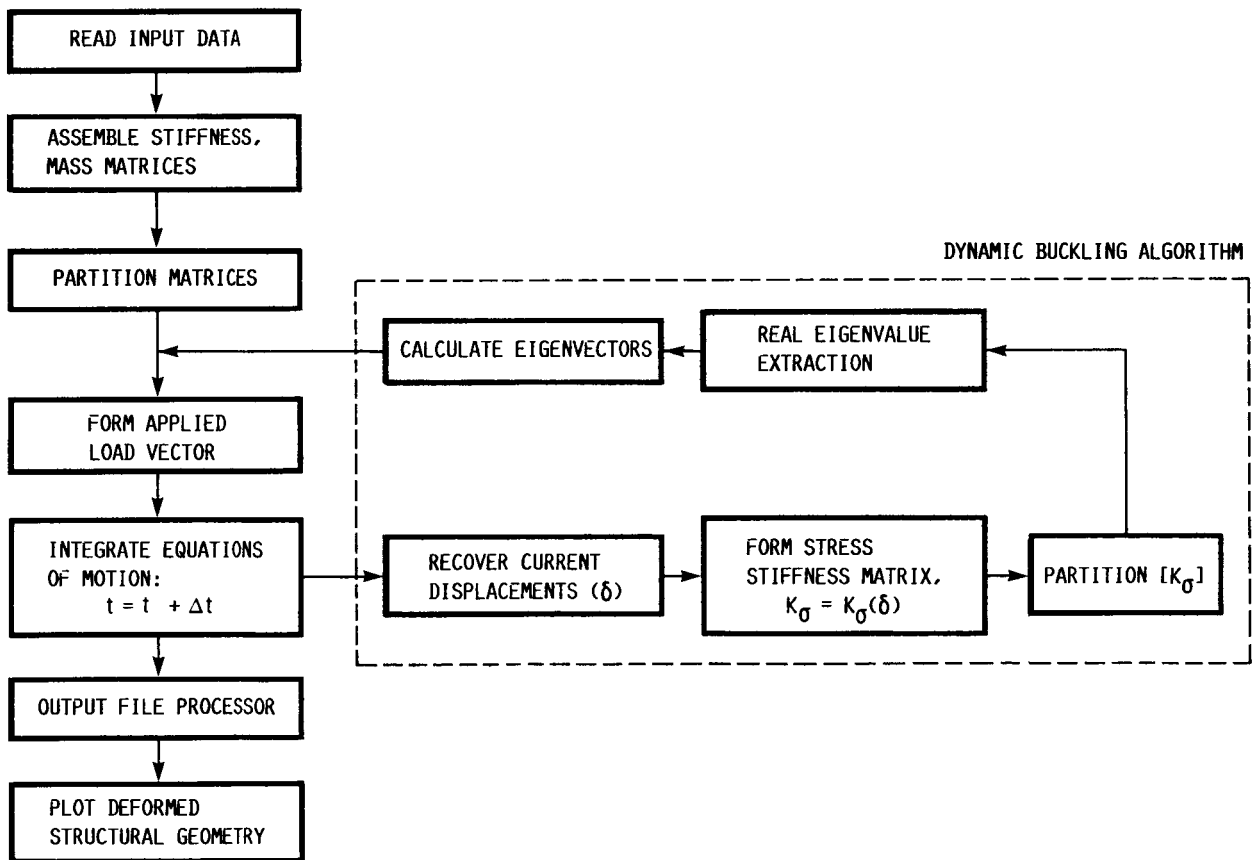 READ INPUT DATA
ASSEMBLE STIFFNESS,
MASS MATRICES
PARTITION MATRICES
DYNAMIC BUCKLING ALGORITHM
CALCULATE EIGENVECTORS
REAL EIGENVALUE
EXTRACTION
FORM APPLIED
LOAD VECTOR
INTEGRATE EQUATIONS
OF MOTION:
t = t + Δt
RECOVER CURRENT
DISPLACEMENTS (δ)
FORM STRESS
STIFFNESS MATRIX,
Kσ = Kσ(δ)
PARTITION [Kσ]
OUTPUT FILE PROCESSOR
PLOT DEFORMED
STRUCTURAL GEOMETRY